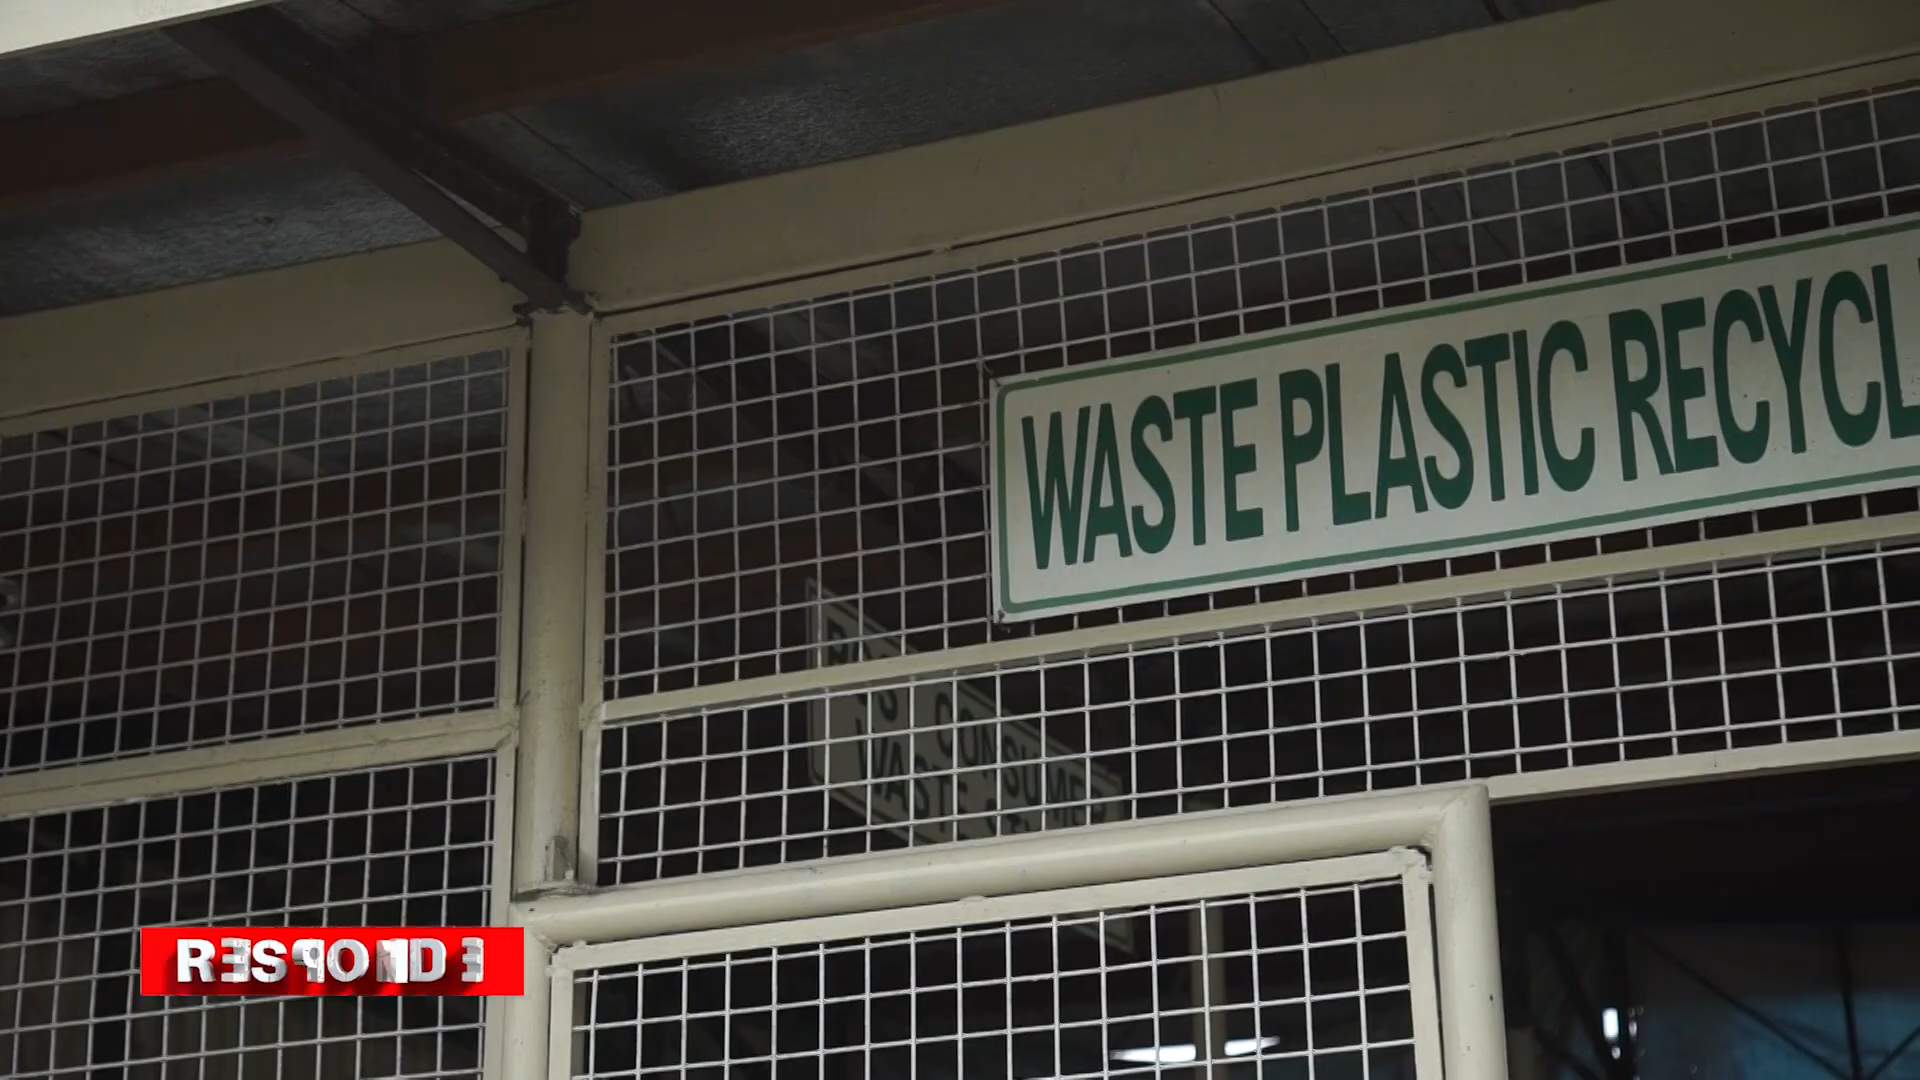 WASTE PLASTIC RECYCL
CONSUMER
WASTE
RESPONDE